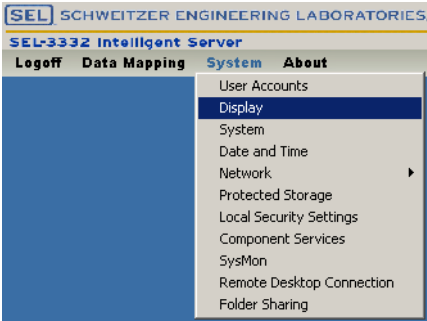 SEL SCHWEITZER ENGINEERING LABORATORIES
SEL-3332 Intelligent Server
Logoff Data Mapping System About
User Accounts
Display
System
Date and Time
Network
Protected Storage
Local Security Settings
Component Services
SysMon
Remote Desktop Connection
Folder Sharing